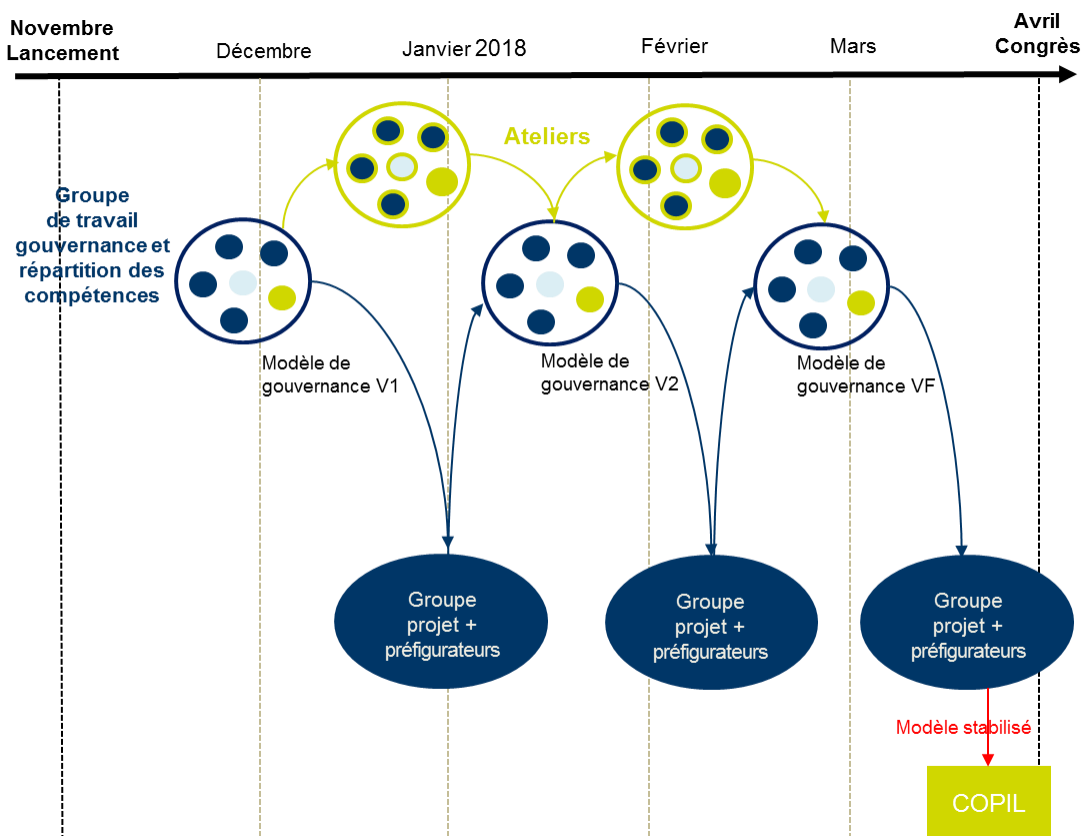 Novembre
Lancement
Décembre
Janvier 2018
Février
Mars
Avril
Congrès
Ateliers
Groupe
de travail
gouvernance et
répartition des
compétences
Modèle de
gouvernance V1
Modèle de
gouvernance V2
Modèle de
gouvernance VF
Groupe
projet +
préfigurateurs
Groupe
projet +
préfigurateurs
Groupe
projet +
préfigurateurs
Modèle stabilisé
COPIL